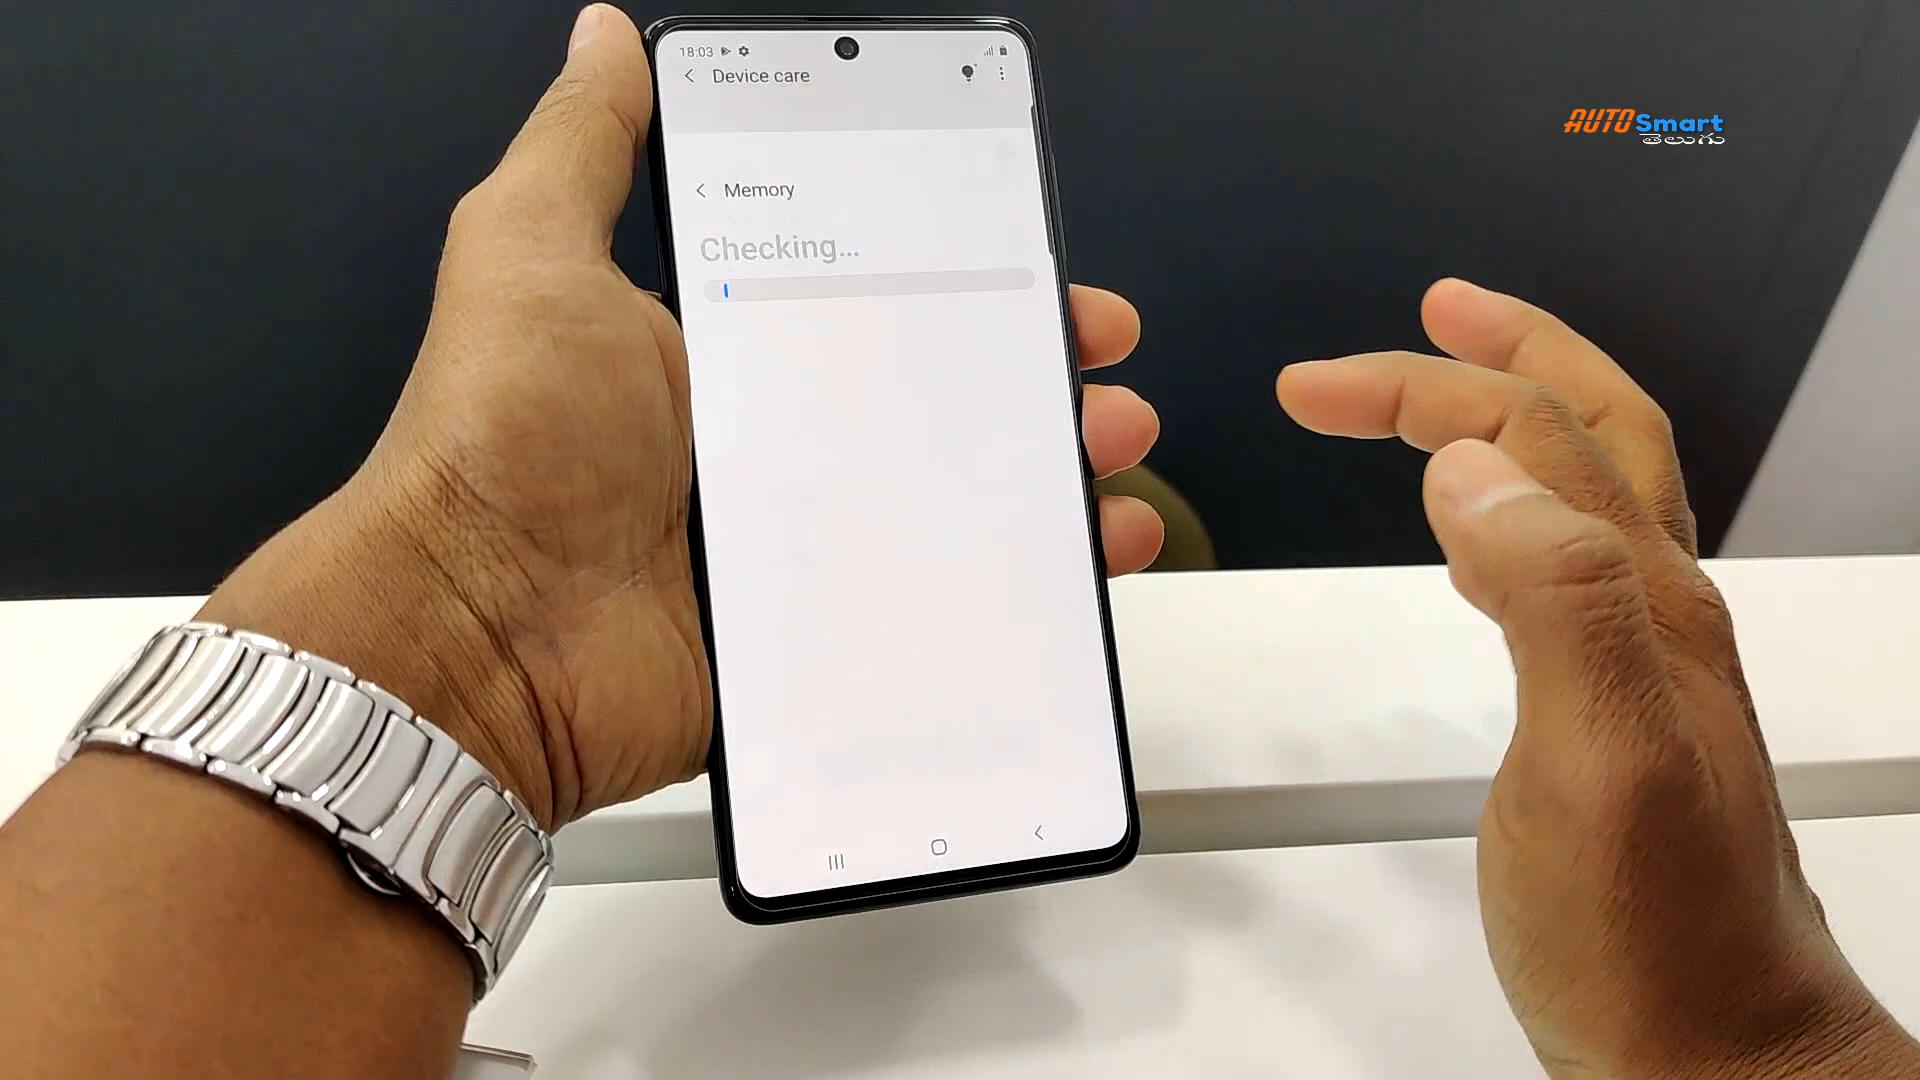 18:03
Device care
Memory
Checking...
AUTO Smart
తెలుగు